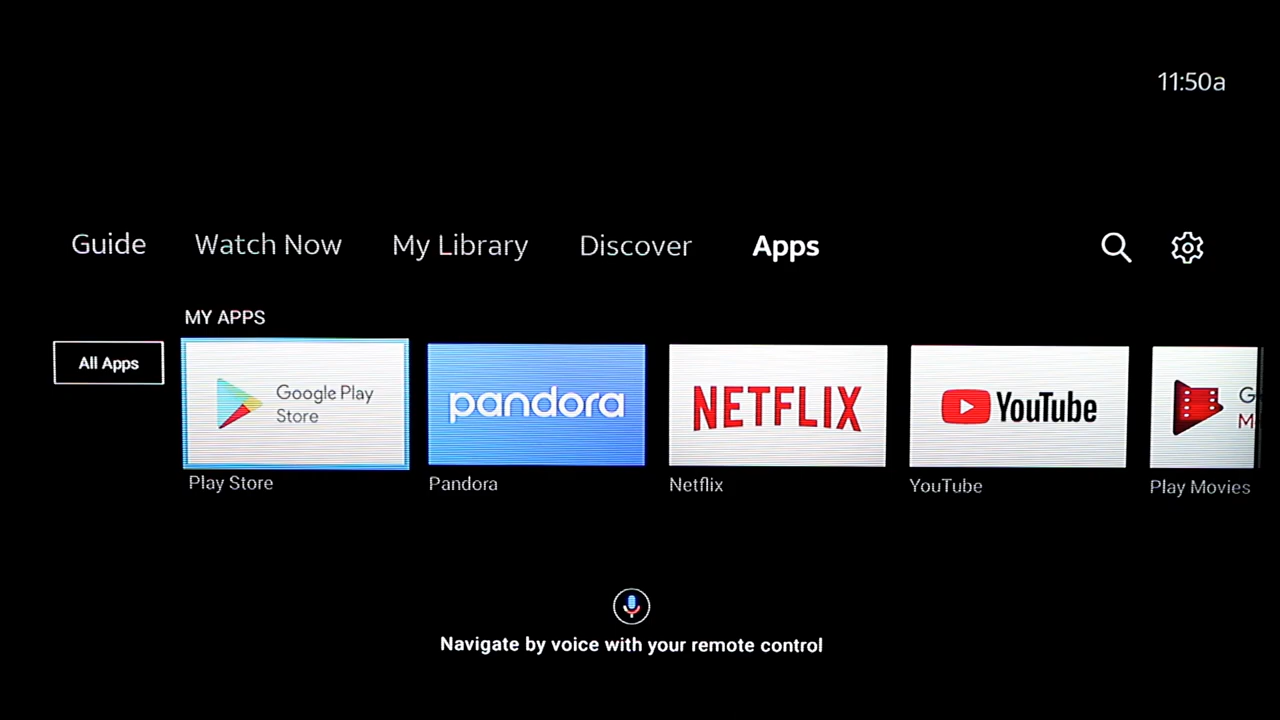 11:50a
Guide Watch Now My Library Discover Apps
MY APPS
All Apps
Google Play
Store
pandora
NETFLIX
YouTube
G
M
Play Store
Pandora
Netflix
YouTube
Play Movies
Navigate by voice with your remote control